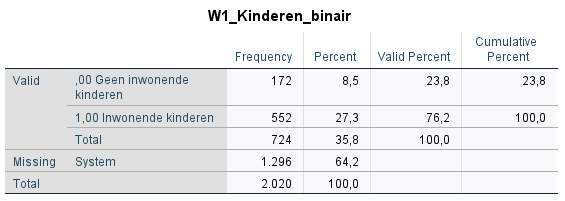 W1_Kinderen_binair
Frequency Percent Valid Percent Cumulative Percent
Valid ,00 Geen inwonende kinderen 172 8,5 23,8 23,8
1,00 Inwonende kinderen 552 27,3 76,2 100,0
Total 724 35,8 100,0
Missing System 1.296 64,2
Total 2.020 100,0